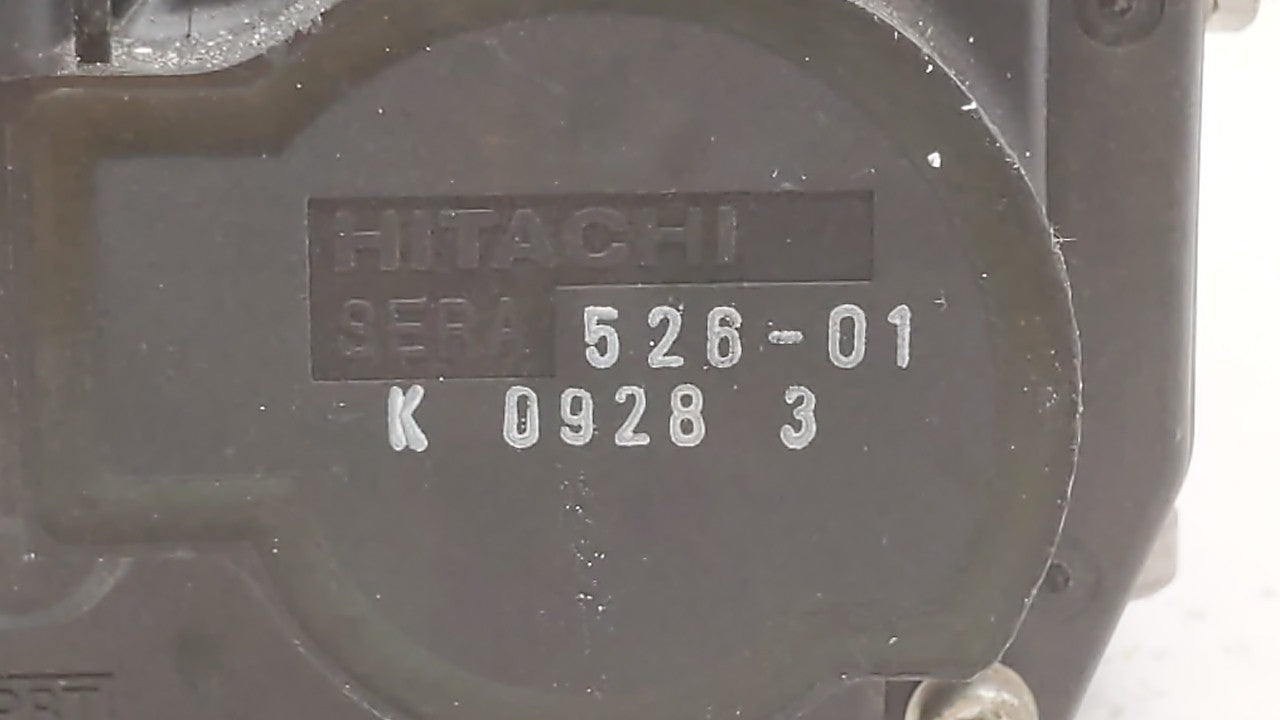 HITACHI
SERA 526-01
K 0928 3